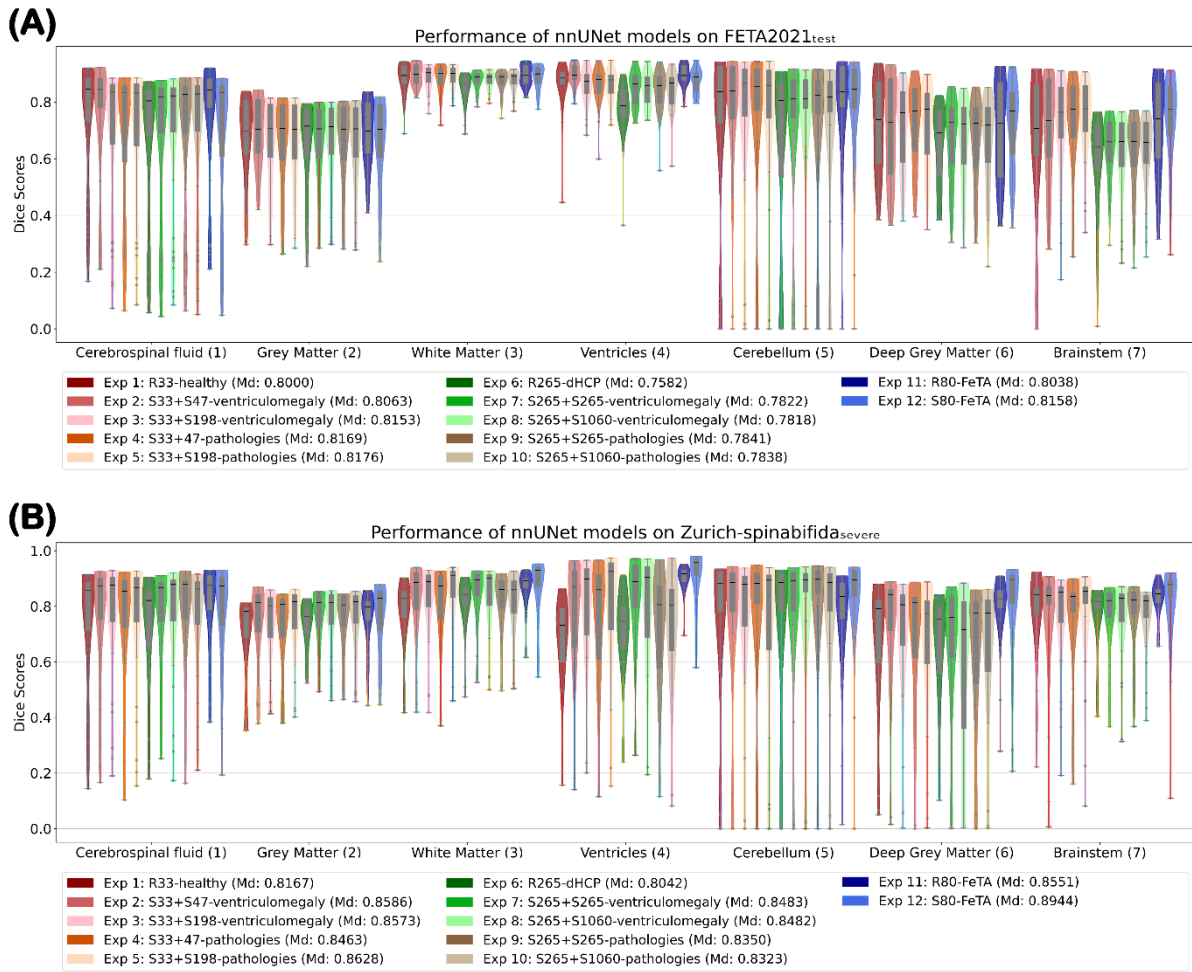 (A)
Performance of nnUNet models on FETA2021test
Dice Scores
0.8
0.6
0.4
0.2
0.0
Cerebrospinal fluid (1) Grey Matter (2) White Matter (3) Ventricles (4) Cerebellum (5) Deep Grey Matter (6) Brainstem (7)
Exp 1: R33-healthy (Md: 0.8000)
Exp 2: S33+S47-ventriculomegaly (Md: 0.8063)
Exp 3: S33+S198-ventriculomegaly (Md: 0.8153)
Exp 4: S33+47-pathologies (Md: 0.8169)
Exp 5: S33+S198-pathologies (Md: 0.8176)
Exp 6: R265-dHCP (Md: 0.7582)
Exp 7: S265+S265-ventriculomegaly (Md: 0.7822)
Exp 8: S265+S1060-ventriculomegaly (Md: 0.7818)
Exp 9: S265+S265-pathologies (Md: 0.7841)
Exp 10: S265+S1060-pathologies (Md: 0.7838)
Exp 11: R80-FeTA (Md: 0.8038)
Exp 12: S80-FeTA (Md: 0.8158)
(B)
Performance of nnUNet models on Zurich-spinabifidasevere
Dice Scores
1.0
0.8
0.6
0.4
0.2
0.0
Cerebrospinal fluid (1) Grey Matter (2) White Matter (3) Ventricles (4) Cerebellum (5) Deep Grey Matter (6) Brainstem (7)
Exp 1: R33-healthy (Md: 0.8167)
Exp 2: S33+S47-ventriculomegaly (Md: 0.8586)
Exp 3: S33+S198-ventriculomegaly (Md: 0.8573)
Exp 4: S33+47-pathologies (Md: 0.8463)
Exp 5: S33+S198-pathologies (Md: 0.8628)
Exp 6: R265-dHCP (Md: 0.8042)
Exp 7: S265+S265-ventriculomegaly (Md: 0.8483)
Exp 8: S265+S1060-ventriculomegaly (Md: 0.8482)
Exp 9: S265+S265-pathologies (Md: 0.8350)
Exp 10: S265+S1060-pathologies (Md: 0.8323)
Exp 11: R80-FeTA (Md: 0.8551)
Exp 12: S80-FeTA (Md: 0.8944)